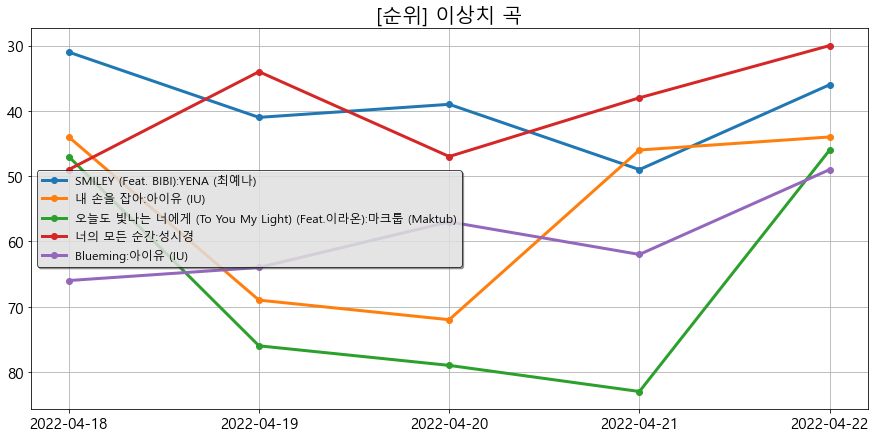 [순위] 이상치 곡
30
40
50
60
70
80
SMILEY (Feat. BIBI):YENA (최예나)
내 손을 잡아:아이유 (IU)
오늘도 빛나는 너에게 (To You My Light) (Feat.이라온):마크툽 (Maktub)
너의 모든 순간:성시경
Blueming:아이유 (IU)
2022-04-18
2022-04-19
2022-04-20
2022-04-21
2022-04-22